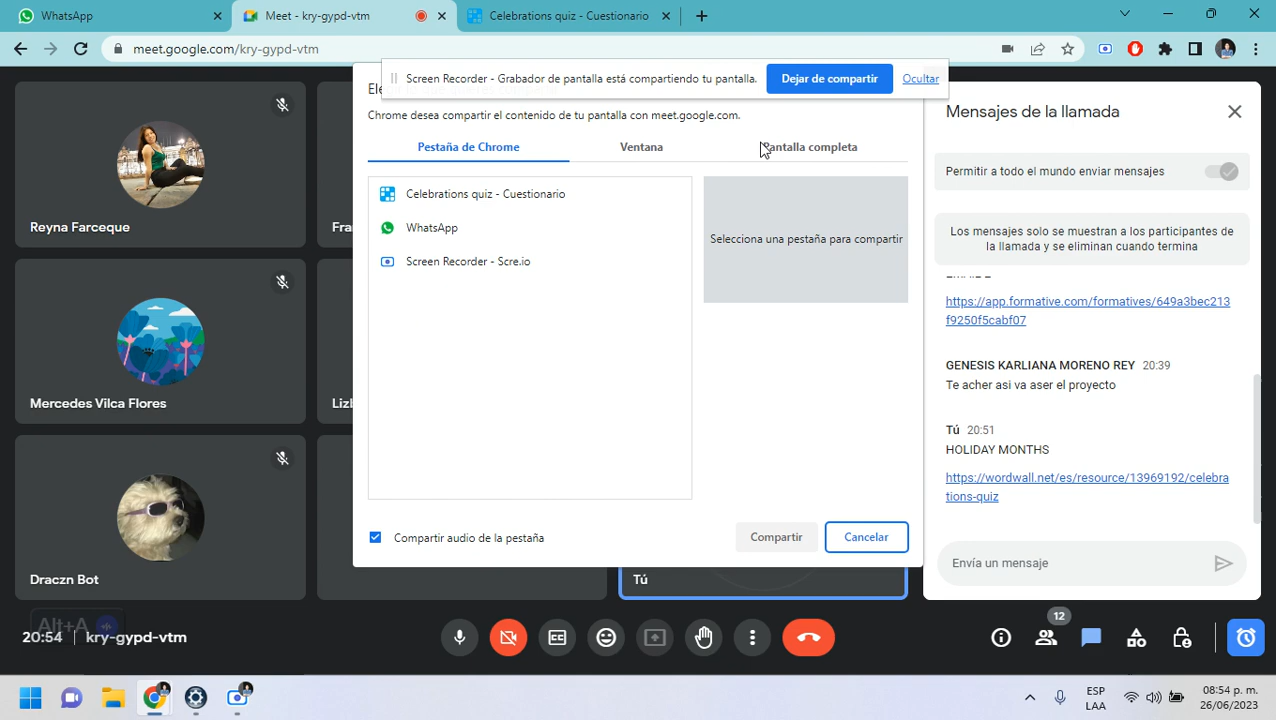 WhatsApp
Meet - kry-gypd-vtm
Celebrations quiz - Cuestionario
meet.google.com/kry-gypd-vtm
Screen Recorder - Grabador de pantalla está compartiendo tu pantalla.
Dejar de compartir
Ocultar
Chrome desea compartir el contenido de tu pantalla con meet.google.com.
Pestaña de Chrome
Ventana
Pantalla completa
Celebrations quiz - Cuestionario
WhatsApp
Screen Recorder - Scre.io
Selecciona una pestaña para compartir
Compartir audio de la pestaña
Compartir
Cancelar
Reyna Farceque
Fra
Mercedes Vilca Flores
Lizl
Draczn Bot
Tú
Mensajes de la llamada
Permitir a todo el mundo enviar mensajes
Los mensajes solo se muestran a los participantes de
la llamada y se eliminan cuando termina
https://app.formative.com/formatives/649a3bec213
f9250f5cabf07
GENESIS KARLIANA MORENO REY 20:39
Te acher asi va aser el proyecto
Tú 20:51
HOLIDAY MONTHS
https://wordwall.net/es/resource/13969192/celebra
tions-quiz
Envía un mensaje
Alt+A
20:54 | kry-gypd-vtm
12
ESP
LAA
08:54 p. m.
26/06/2023